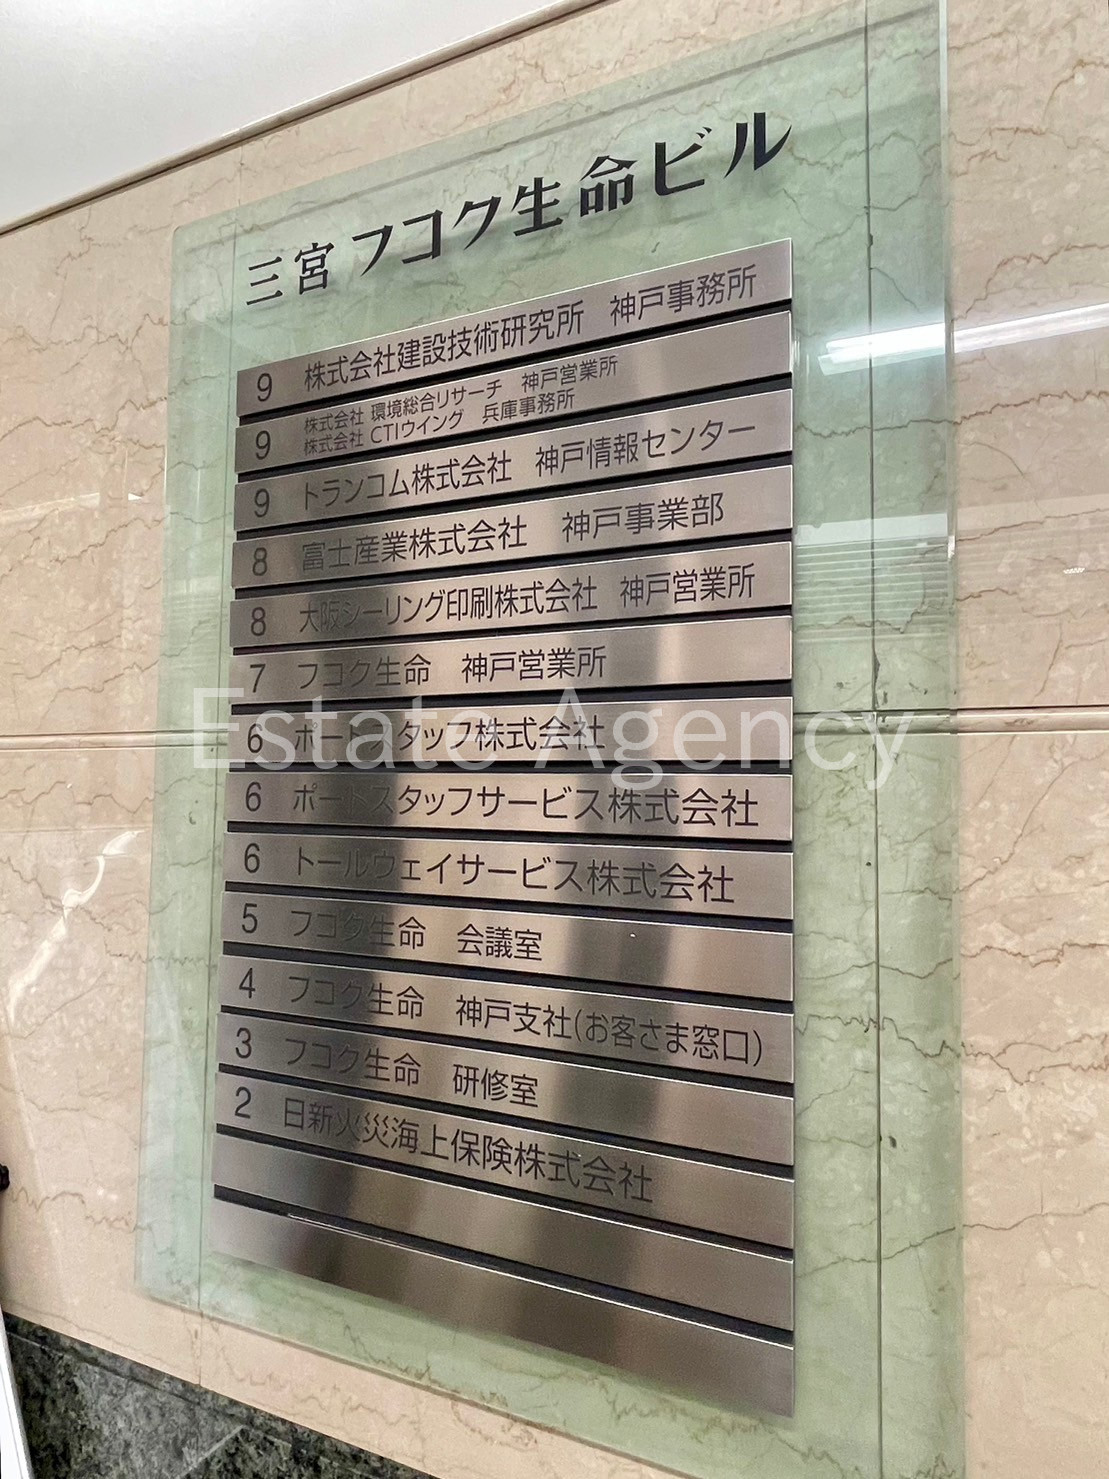 三宮 フコク生命ビル
9 株式会社建設技術研究所 神戸事務所
9 株式会社 環境総合リサーチ 神戸営業所
株式会社 CTIウイング 兵庫事務所
9 トランコム株式会社 神戸情報センター
8 富士産業株式会社 神戸事業部
8 大阪シーリング印刷株式会社 神戸営業所
7 フコク生命 神戸営業所
6 ポートスタッフ株式会社
Estate Agency
6 ポートスタッフサービス株式会社
6 トールウェイサービス株式会社
5 フコク生命 会議室
4 フコク生命 神戸支社(お客さま窓口)
3 フコク生命 研修室
2 日新火災海上保険株式会社